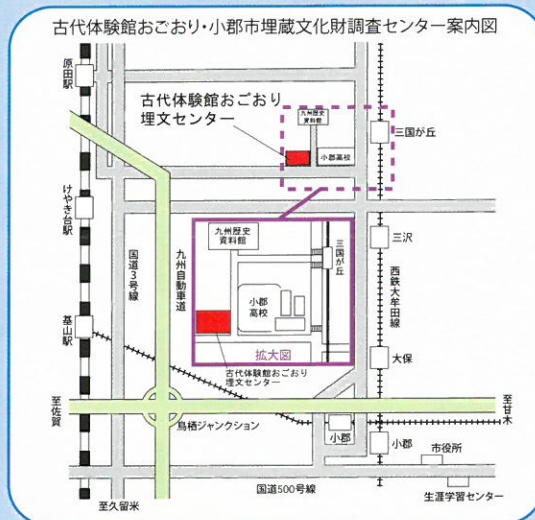 古代体験館おごおり・小郡市埋蔵文化財調査センター案内図
原田駅
古代体験館おごおり
埋文センター
九州歴史
資料館
小郡高校
三国が丘
けやき台駅
国道3号線
九州自動車道
九州歴史
資料館
三国が丘
小郡
高校
拡大図
古代体験館おごおり
埋文センター
三沢
西鉄大牟田線
基山駅
大保
至佐賀
至甘木
鳥栖ジャンクション
小郡
小郡
市役所
国道500号線
生涯学習センター
至久留米